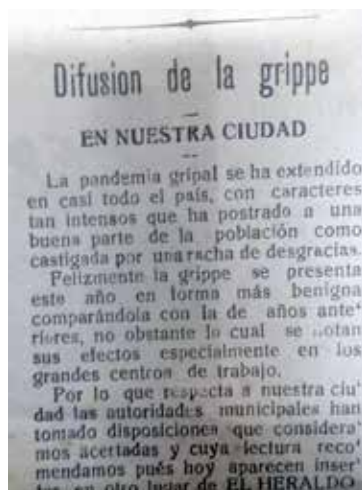 Difusion de la grippe
EN NUESTRA CIUDAD
La pandemia gripal se ha extendido
en casi todo el país, con caracteres
tan intensos que ha postrado a una
buena parte de la población como
castigada por una racha de desgracias.
Felizmente la grippe se presenta
este año en forma más benigna
comparándola con la de años ante-
riores, no obstante lo cual se notan
sus efectos especialmente en los
grandes centros de trabajo.
Por lo que respecta a nuestra ciu-
dad las autoridades municipales han
tomado disposiciones que considera-
mos acertadas y cuya lectura reco-
mendamos pués hoy aparecen inser-
tas en otro lugar de EL HERALDO